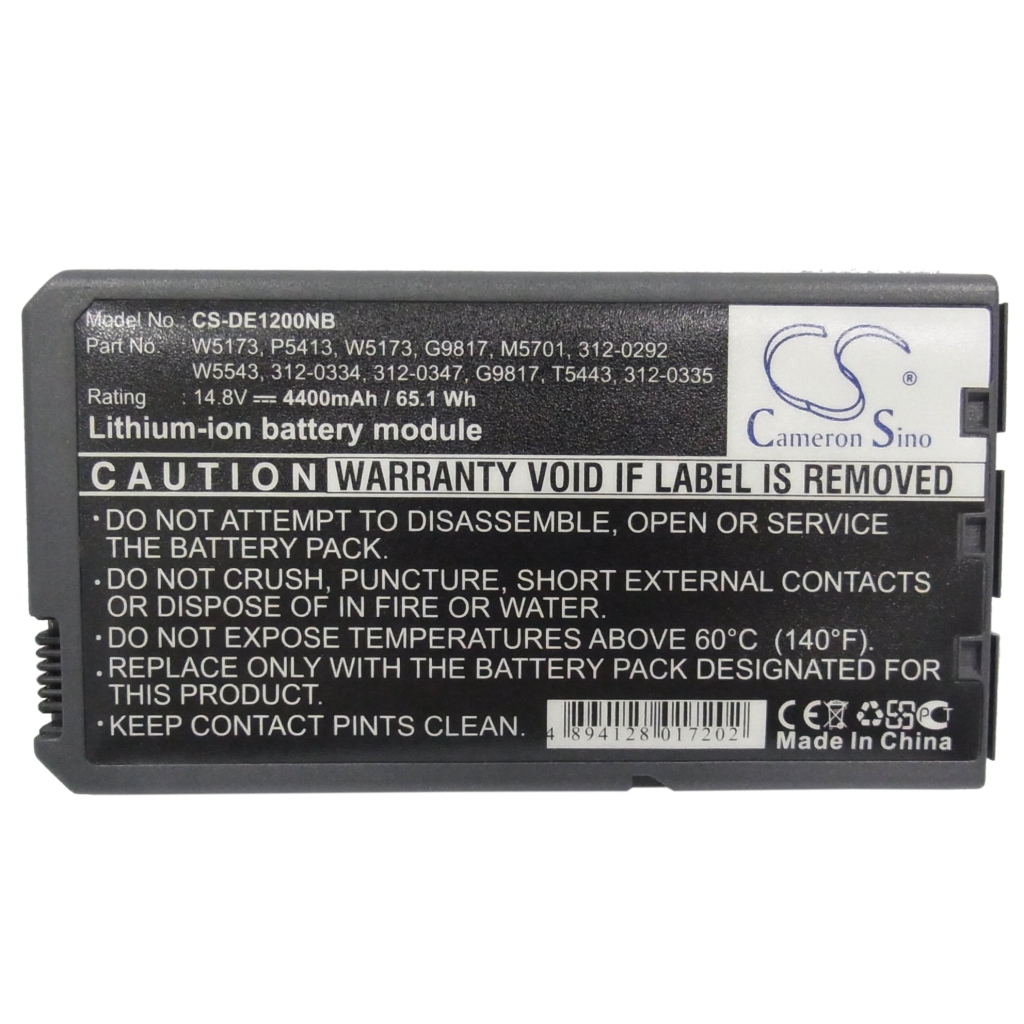 Model No.: CS-DE1200NB
Part No. W5173, P5413, W5173, G9817, M5701, 312-0292
W5543, 312-0334, 312-0347, G9817, T5443, 312-0335
Rating : 14.8V 4400mAh / 65.1 Wh
Lithium-ion battery module
CS ®
Cameron Sino
CAUTION WARRANTY VOID IF LABEL IS REMOVED
• DO NOT ATTEMPT TO DISASSEMBLE, OPEN OR SERVICE
THE BATTERY PACK.
• DO NOT CRUSH, PUNCTURE, SHORT EXTERNAL CONTACTS
OR DISPOSE OF IN FIRE OR WATER.
• DO NOT EXPOSE TEMPERATURES ABOVE 60°C (140°F).
• REPLACE ONLY WITH THE BATTERY PACK DESIGNATED FOR
THIS PRODUCT.
• KEEP CONTACT PINTS CLEAN.
4 894128 017202
CE PCT
Made In China